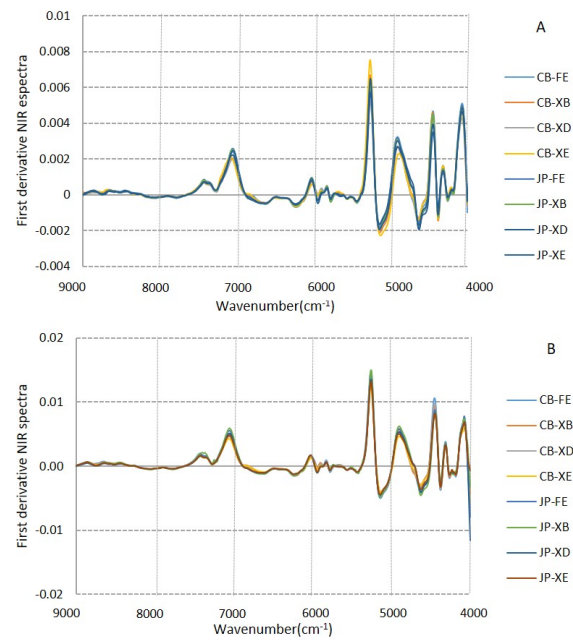 A
First derivative NIR espectra
0.01
0.008
0.006
0.004
0.002
0
-0.002
-0.004
9000 8000 7000 6000 5000 4000
Wavenumber(cm-1)
CB-FE
CB-XB
CB-XD
CB-XE
JP-FE
JP-XB
JP-XD
JP-XE
B
First derivative NIR spectra
0.02
0.01
0.00
-0.01
-0.02
9000 8000 7000 6000 5000 4000
Wavenumber(cm-1)
CB-FE
CB-XB
CB-XD
CB-XE
JP-FE
JP-XB
JP-XD
JP-XE